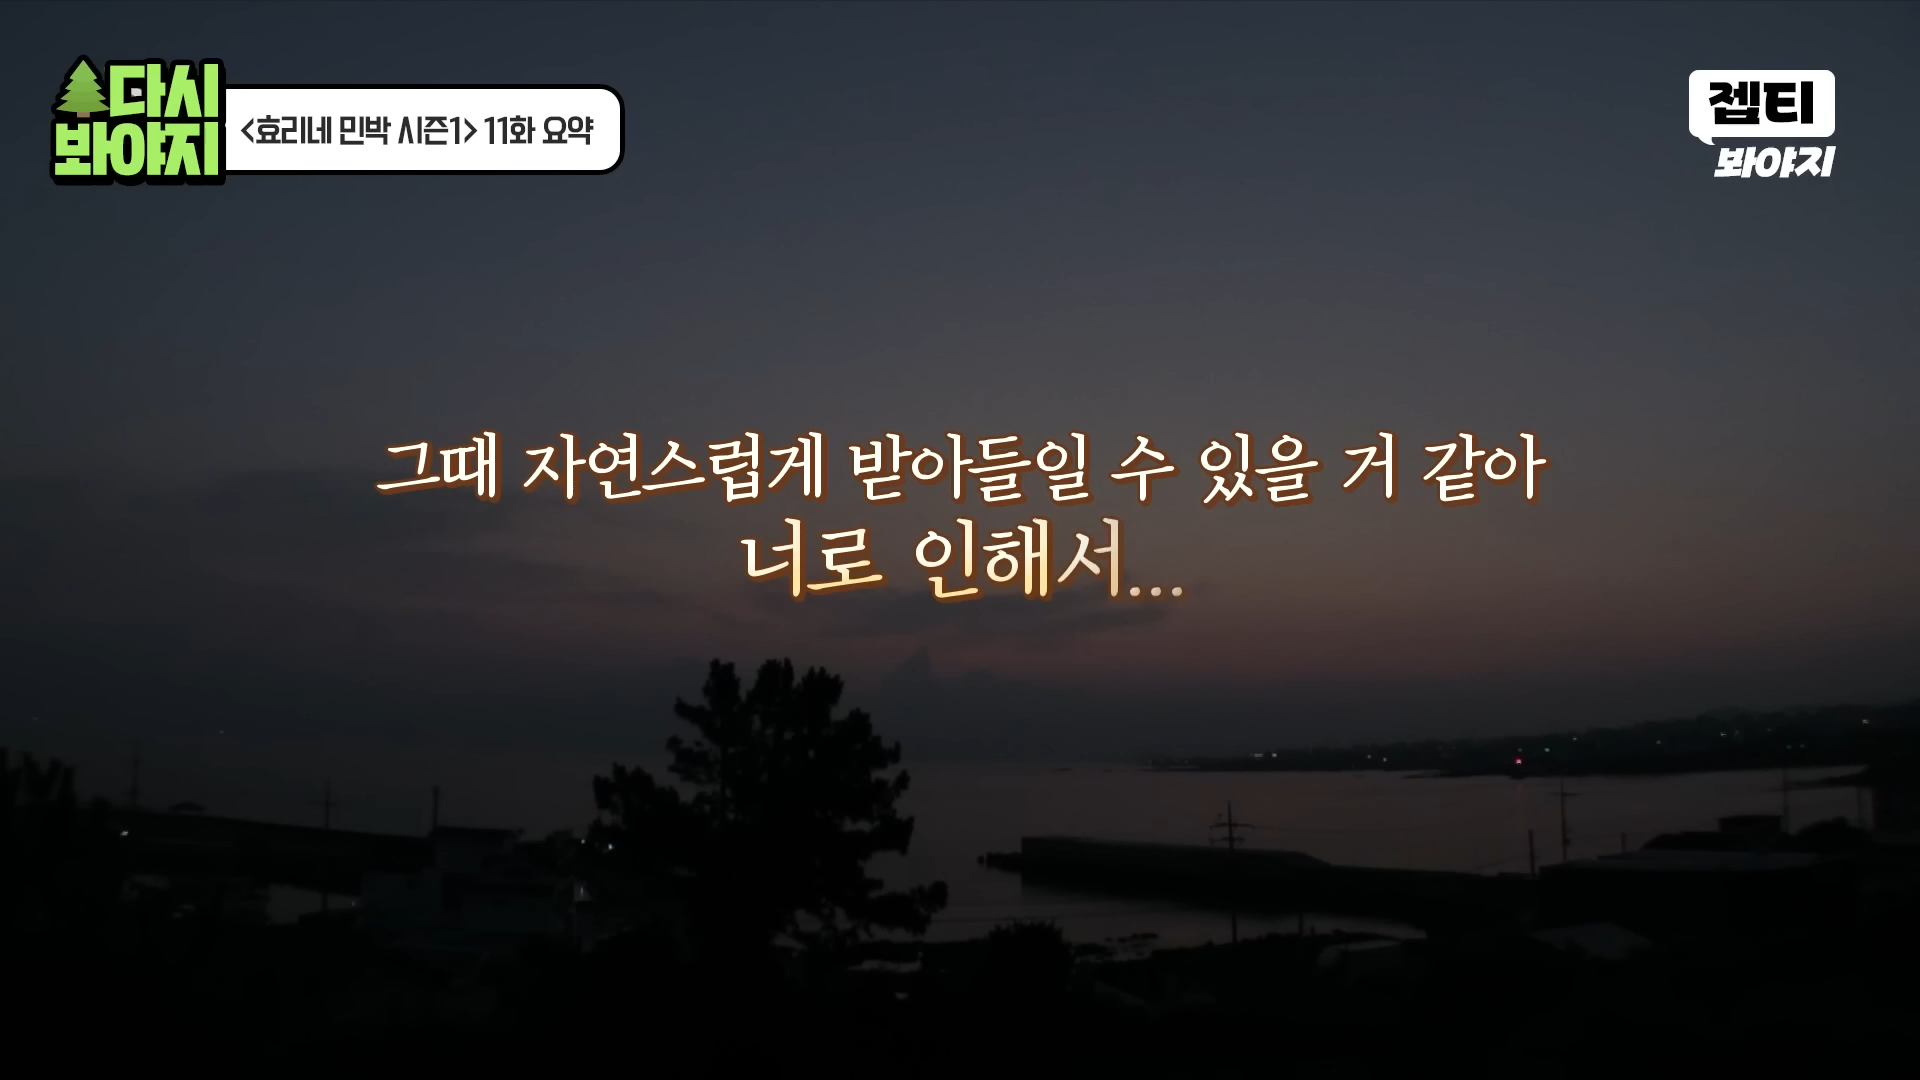 다시
봐야지
<효리네 민박 시즌1> 11화 요약
젭티
봐야지
그때 자연스럽게 받아들일 수 있을 거 같아
너로 인해서...